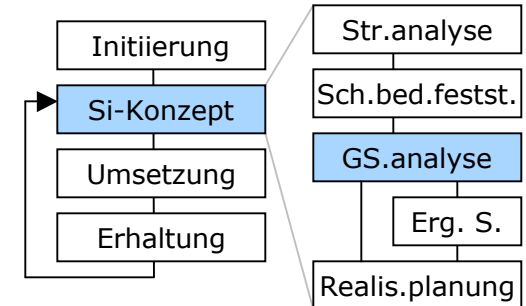 Initiierung
Si-Konzept
Umsetzung
Erhaltung
Str.analyse
Sch.bed.festst.
GS.analyse
Erg. S.
Realis.planung